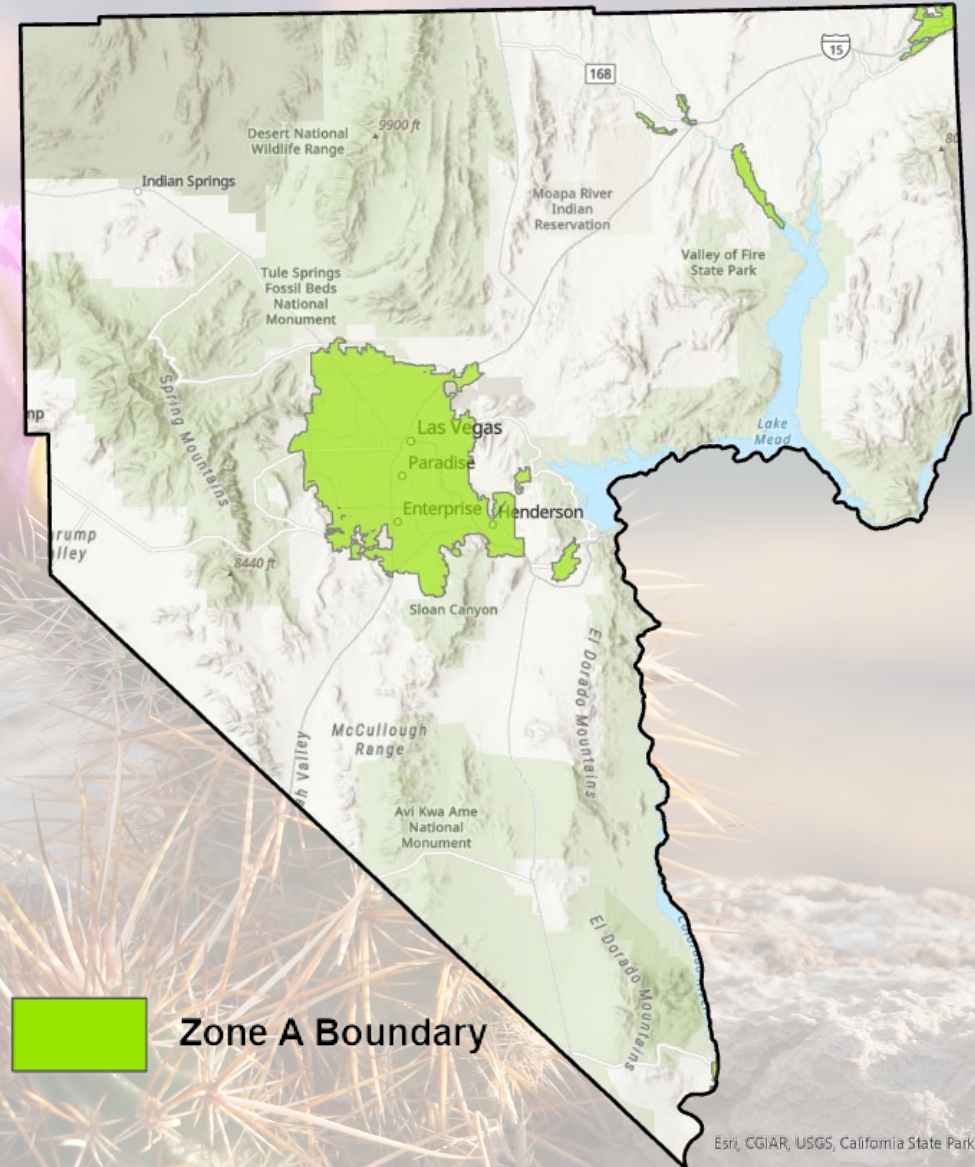 15
168
9900 ft
Desert National
Wildlife Range
Indian Springs
Moapa River
Indian
Reservation
Valley of Fire
State Park
Tule Springs
Fossil Beds
National
Monument
Spring Mountains
Las Vegas
Lake
Mead
Paradise
Enterprise
Henderson
8440 ft
Sloan Canyon
El Dorado Mountains
McCullough
Range
Valley
Avi Kwa Ame
National
Monument
El Dorado Mountains
Zone A Boundary
Esri, CGIAR, USGS, California State Park